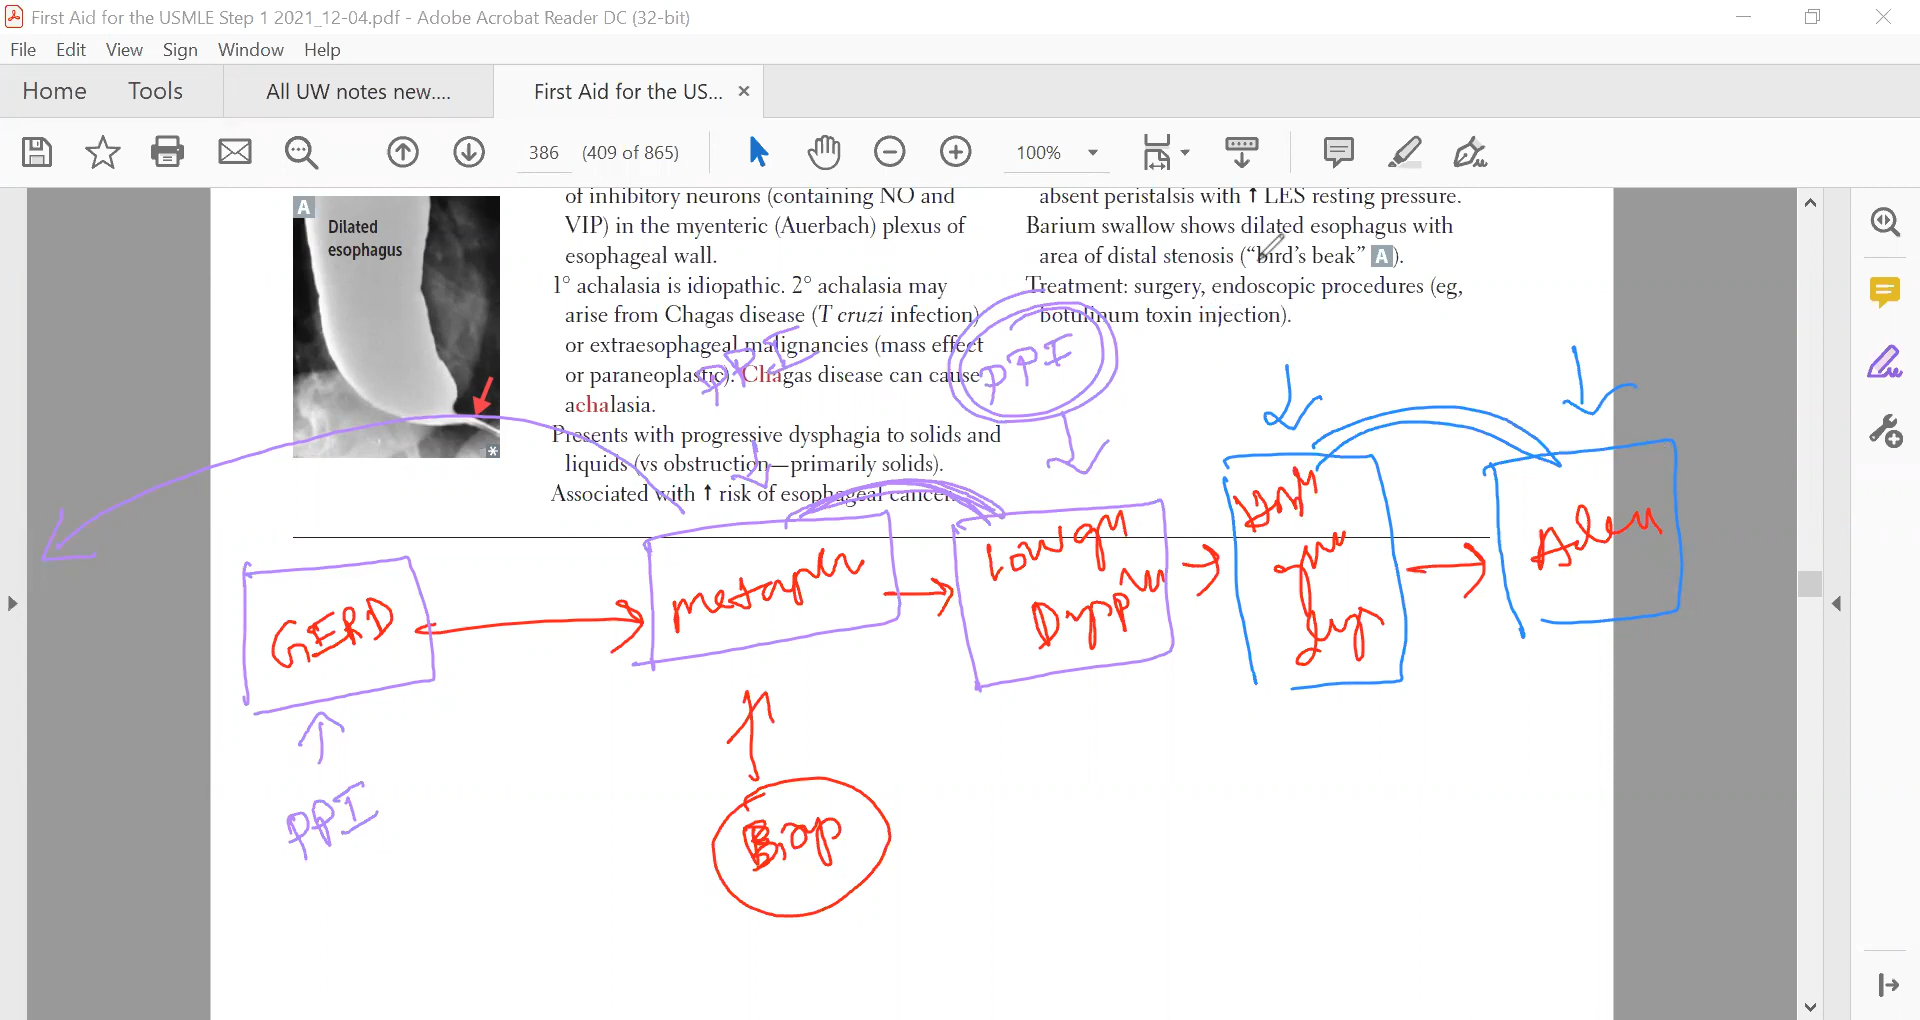 First Aid for the USMLE Step 1 2021_12-04.pdf - Adobe Acrobat Reader DC (32-bit)
File Edit View Sign Window Help
Home Tools All UW notes new.... First Aid for the US... ×
386 (409 of 865) 100%
A
Dilated
esophagus
of inhibitory neurons (containing NO and
VIP) in the myenteric (Auerbach) plexus of
esophageal wall.
1° achalasia is idiopathic. 2° achalasia may
arise from Chagas disease (T cruzi infection)
or extraesophageal malignancies (mass effect
or paraneoplastic). Chagas disease can cause
achalasia.
Presents with progressive dysphagia to solids and
liquids (vs obstruction—primarily solids).
Associated with ↑ risk of esophageal cancer.
absent peristalsis with ↑ LES resting pressure.
Barium swallow shows dilated esophagus with
area of distal stenosis (“bird’s beak” A).
Treatment: surgery, endoscopic procedures (eg,
botulinum toxin injection).
PPI
PPI
GERD
PPI